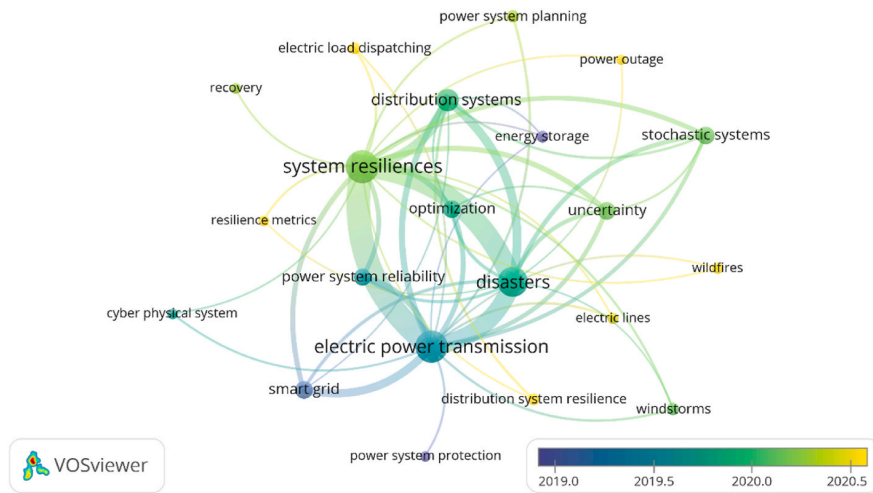 power system planning
electric load dispatching
power outage
recovery
distribution systems
energy storage
stochastic systems
system resiliences
optimization
uncertainty
resilience metrics
wildfires
power system reliability
disasters
cyber physical system
electric lines
electric power transmission
smart grid
distribution system resilience
windstorms
power system protection
VOSviewer
2019.0
2019.5
2020.0
2020.5